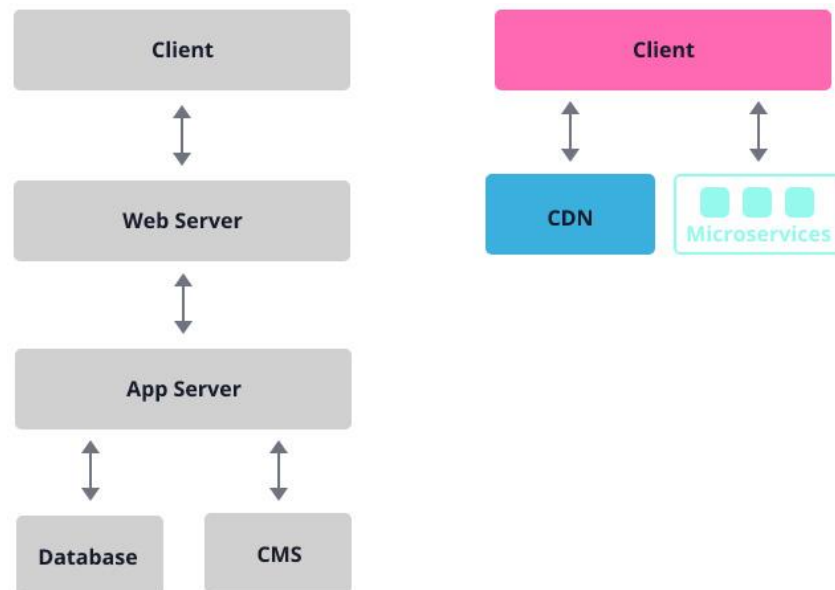 Client
Web Server
App Server
Database
CMS
Client
CDN
Microservices